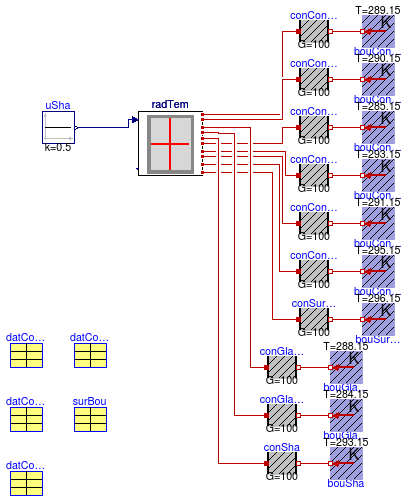 T=289.15
conCon...
K
G=100
bouCon...
T=290.15
conCon...
K
G=100
bouCon...
T=285.15
conCon...
K
G=100
bouCon...
T=293.15
conCon...
K
G=100
bouCon...
T=291.15
conCon...
K
G=100
bouCon...
T=295.15
conCon...
K
G=100
bouCon...
T=296.15
conSur...
K
G=100
bouSur...
T=288.15
conGla...
K
G=100
bouGla...
T=284.15
conGla...
K
G=100
bouGla...
T=293.15
conSha
K
G=100
bouSha
uSha
k=0.5
radTem
datCo...
datCo...
datCo...
surBou
datCo...